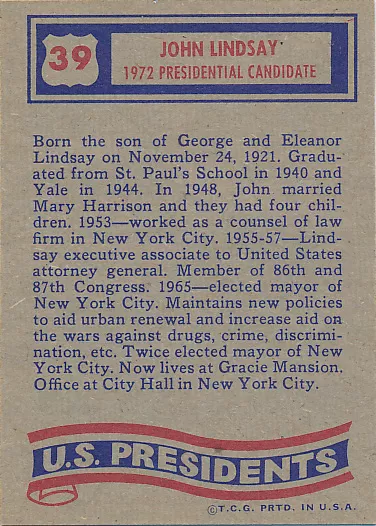 39
JOHN LINDSAY
1972 PRESIDENTIAL CANDIDATE
Born the son of George and Eleanor
Lindsay on November 24, 1921. Gradu-
ated from St. Paul's School in 1940 and
Yale in 1944. In 1948, John married
Mary Harrison and they had four chil-
dren. 1953—worked as a counsel of law
firm in New York City. 1955-57—Lind-
say executive associate to United States
attorney general. Member of 86th and
87th Congress. 1965—elected mayor of
New York City. Maintains new policies
to aid urban renewal and increase aid on
the wars against drugs, crime, discrimi-
nation, etc. Twice elected mayor of New
York City. Now lives at Gracie Mansion.
Office at City Hall in New York City.
U.S. PRESIDENTS
©T.C.G. PRTD. IN U.S.A.